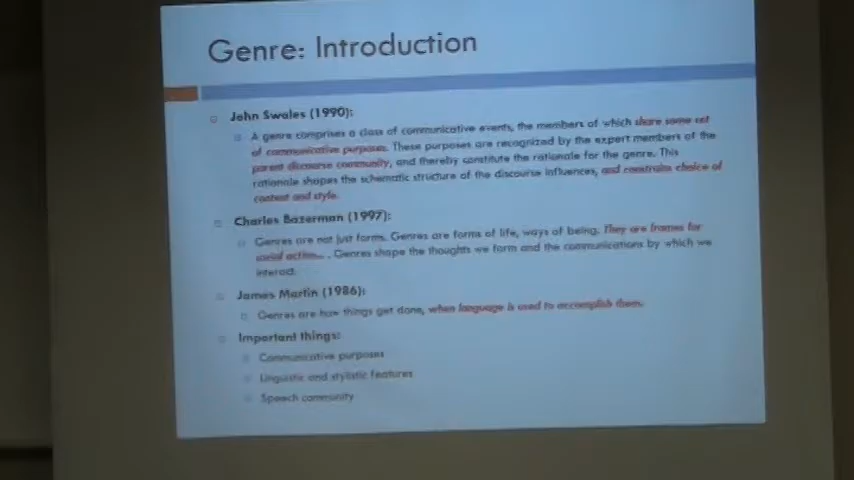 Genre: Introduction
John Swales (1990):
A genre comprises a class of communicative events, the members of which share some set
of communicative purposes. These purposes are recognized by the expert members of the
parent discourse community, and thereby constitute the rationale for the genre. This
rationale shapes the schematic structure of the discourse influences, and constrains choice of
content and style.
Charles Bazerman (1997):
Genres are not just forms. Genres are forms of life, ways of being. They are frames for
social action... . Genres shape the thoughts we form and the communications by which we
interact.
James Martin (1986):
Genres are how things get done, when language is used to accomplish them.
Important things:
Communicative purposes
Linguistic and stylistic features
Speech community